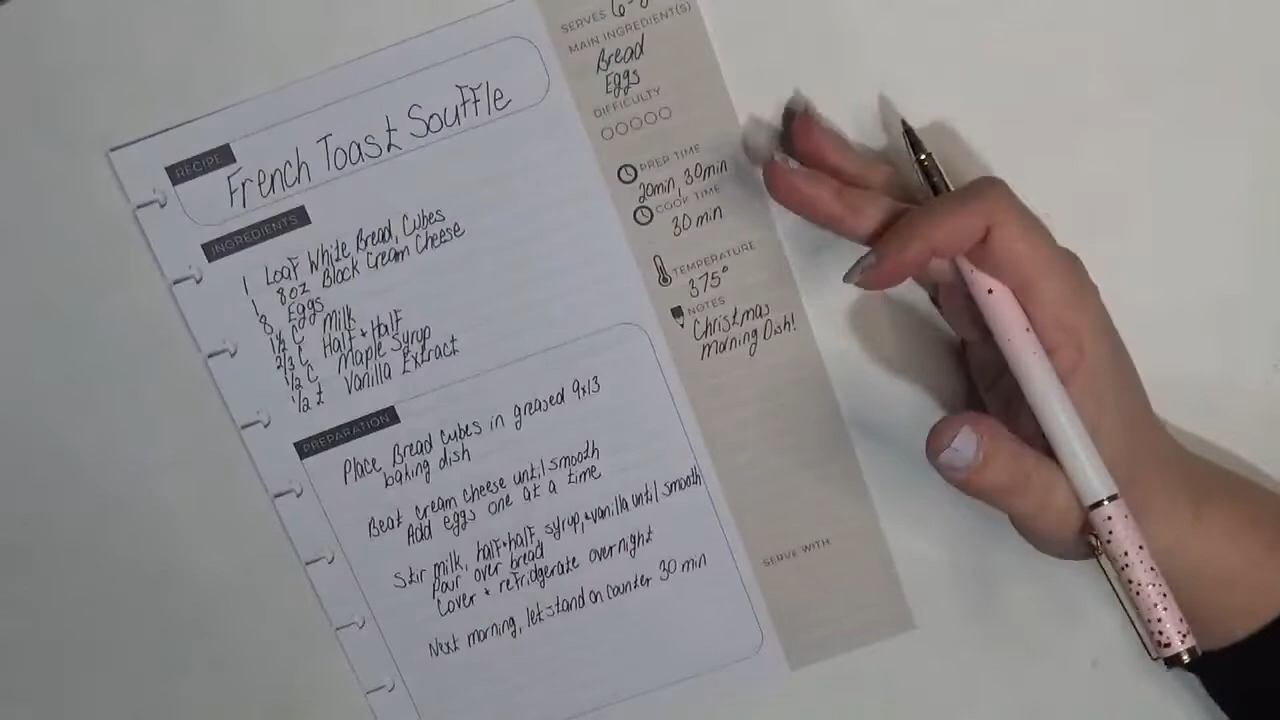 RECIPE
French Toast Souffle
INGREDIENTS
1 Loaf White Bread, Cubes
1 8oz Block Cream Cheese
8 Eggs
1½ C Milk
2/3 C Half + Half
1/2 C Maple Syrup
1/2 t Vanilla Extract
PREPARATION
Place Bread cubes in greased 9x13
baking dish
Beat cream cheese until smooth
Add eggs one at a time
Stir milk, half+half, syrup, +vanilla until smooth
Pour over bread
Cover + refridgerate overnight
Next morning, let stand on counter 30 min
SERVES 6-
MAIN INGREDIENT(S)
Bread
Eggs
DIFFICULTY
PREP TIME
20min, 30min
COOK TIME
30 min
TEMPERATURE
375°
NOTES
Christmas
morning Dish!
SERVE WITH